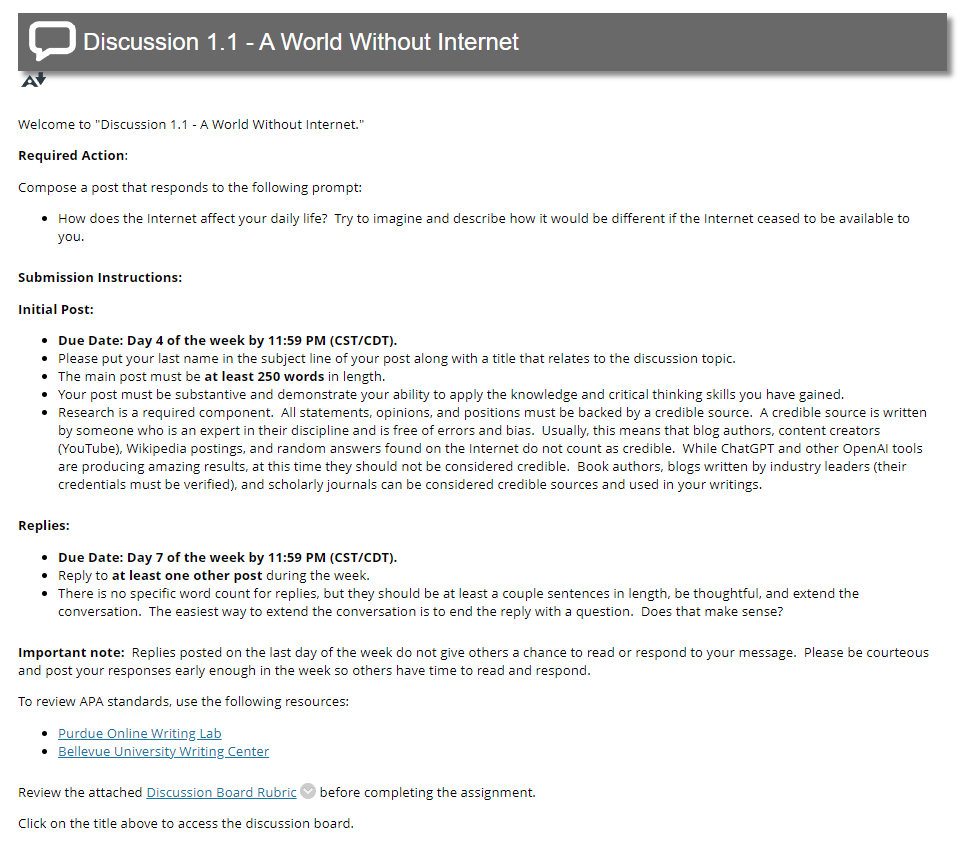 Discussion 1.1 - A World Without Internet
A
Welcome to "Discussion 1.1 - A World Without Internet."
Required Action:
Compose a post that responds to the following prompt:
• How does the Internet affect your daily life?  Try to imagine and describe how it would be different if the Internet ceased to be available to
you.
Submission Instructions:
Initial Post:
• Due Date: Day 4 of the week by 11:59 PM (CST/CDT).
• Please put your last name in the subject line of your post along with a title that relates to the discussion topic.
• The main post must be at least 250 words in length.
• Your post must be substantive and demonstrate your ability to apply the knowledge and critical thinking skills you have gained.
• Research is a required component.  All statements, opinions, and positions must be backed by a credible source.  A credible source is written
by someone who is an expert in their discipline and is free of errors and bias.  Usually, this means that blog authors, content creators
(YouTube), Wikipedia postings, and random answers found on the Internet do not count as credible.  While ChatGPT and other OpenAI tools
are producing amazing results, at this time they should not be considered credible.  Book authors, blogs written by industry leaders (their
credentials must be verified), and scholarly journals can be considered credible sources and used in your writings.
Replies:
• Due Date: Day 7 of the week by 11:59 PM (CST/CDT).
• Reply to at least one other post during the week.
• There is no specific word count for replies, but they should be at least a couple sentences in length, be thoughtful, and extend the
conversation.  The easiest way to extend the conversation is to end the reply with a question.  Does that make sense?
Important note:  Replies posted on the last day of the week do not give others a chance to read or respond to your message.  Please be courteous
and post your responses early enough in the week so others have time to read and respond.
To review APA standards, use the following resources:
• Purdue Online Writing Lab
• Bellevue University Writing Center
Review the attached Discussion Board Rubric before completing the assignment.
Click on the title above to access the discussion board.